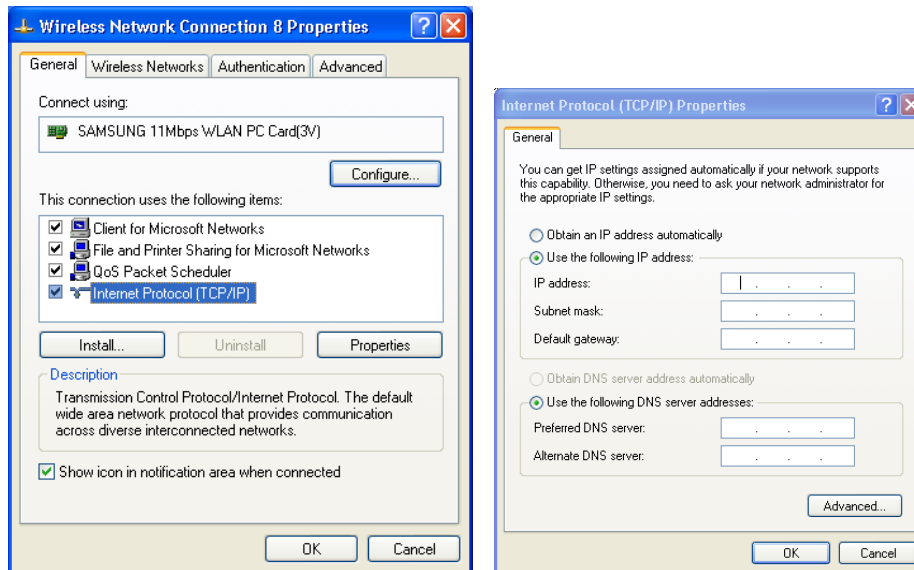 Wireless Network Connection 8 Properties
General Wireless Networks Authentication Advanced
Connect using:
SAMSUNG 11Mbps WLAN PC Card(3V)
Configure...
This connection uses the following items:
Client for Microsoft Networks
File and Printer Sharing for Microsoft Networks
QoS Packet Scheduler
Internet Protocol (TCP/IP)
Install... Uninstall Properties
Description
Transmission Control Protocol/Internet Protocol. The default
wide area network protocol that provides communication
across diverse interconnected networks.
Show icon in notification area when connected
OK Cancel
Internet Protocol (TCP/IP) Properties
General
You can get IP settings assigned automatically if your network supports
this capability. Otherwise, you need to ask your network administrator for
the appropriate IP settings.
Obtain an IP address automatically
Use the following IP address:
IP address:
Subnet mask:
Default gateway:
Obtain DNS server address automatically
Use the following DNS server addresses:
Preferred DNS server:
Alternate DNS server:
Advanced...
OK Cancel